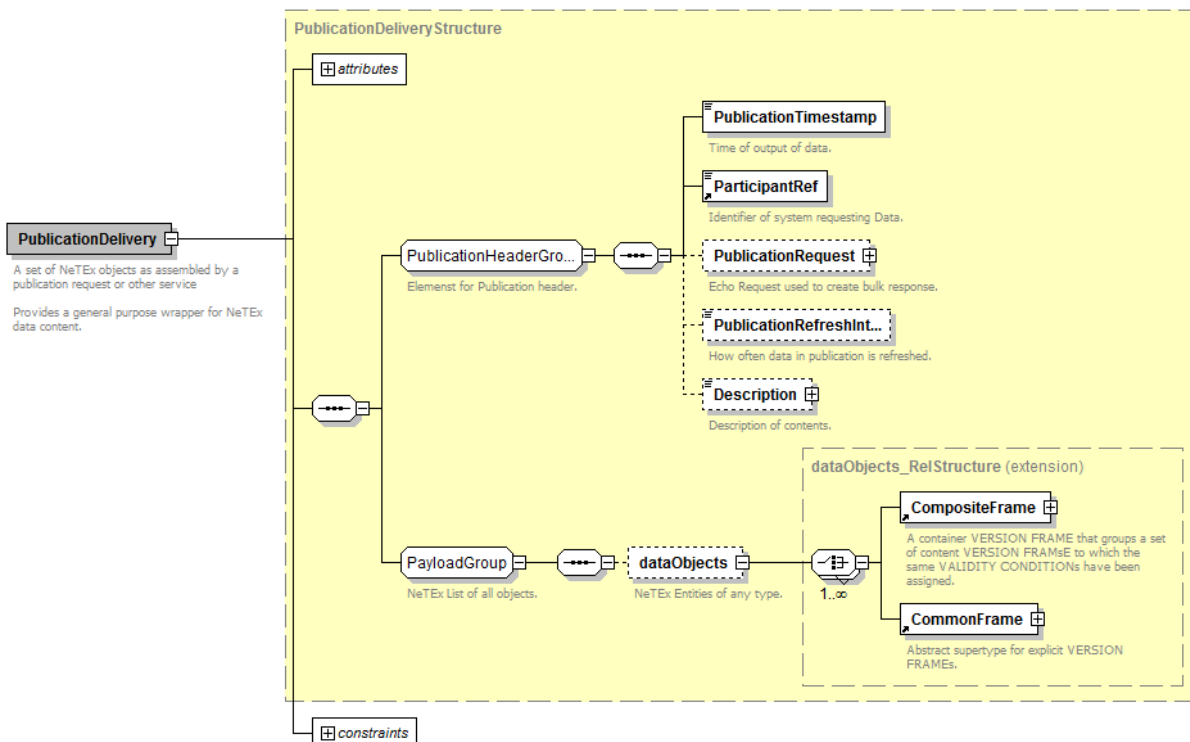 PublicationDeliveryStructure
attributes
PublicationTimestamp
Time of output of data.
ParticipantRef
Identifier of system requesting Data.
PublicationDelivery
A set of NeTEx objects as assembled by a
publication request or other service
Provides a general purpose wrapper for NeTEx
data content.
PublicationHeaderGro...
Elemenst for Publication header.
PublicationRequest
Echo Request used to create bulk response.
PublicationRefreshInt...
How often data in publication is refreshed.
Description
Description of contents.
dataObjects_RelStructure (extension)
CompositeFrame
A container VERSION FRAME that groups a set
of content VERSION FRAMsE to which the
same VALIDITY CONDITIONs have been
assigned.
PayloadGroup
NeTEx List of all objects.
dataObjects
NeTEx Entities of any type.
1..∞
CommonFrame
Abstract supertype for explicit VERSION
FRAMEs.
constraints